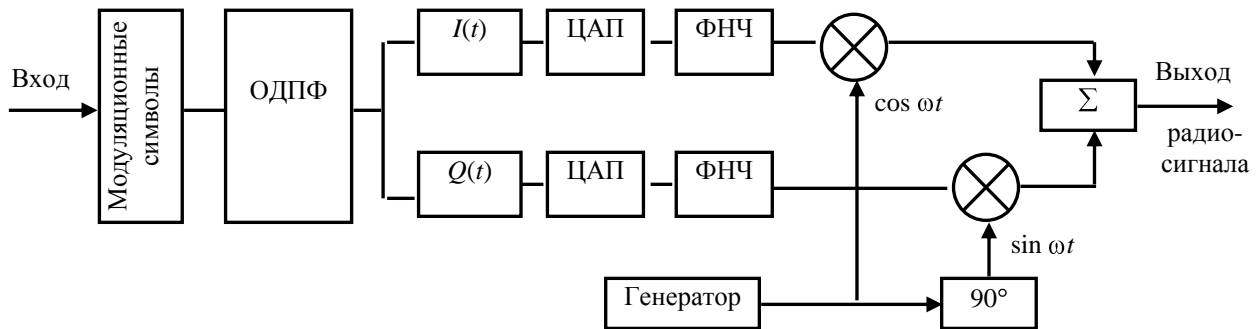 Вход
Модуляционные
символы
ОДПФ
I(t)
ЦАП
ФНЧ
cos ωt
Σ
Выход
радио-
сигнала
Q(t)
ЦАП
ФНЧ
sin ωt
Генератор
90°